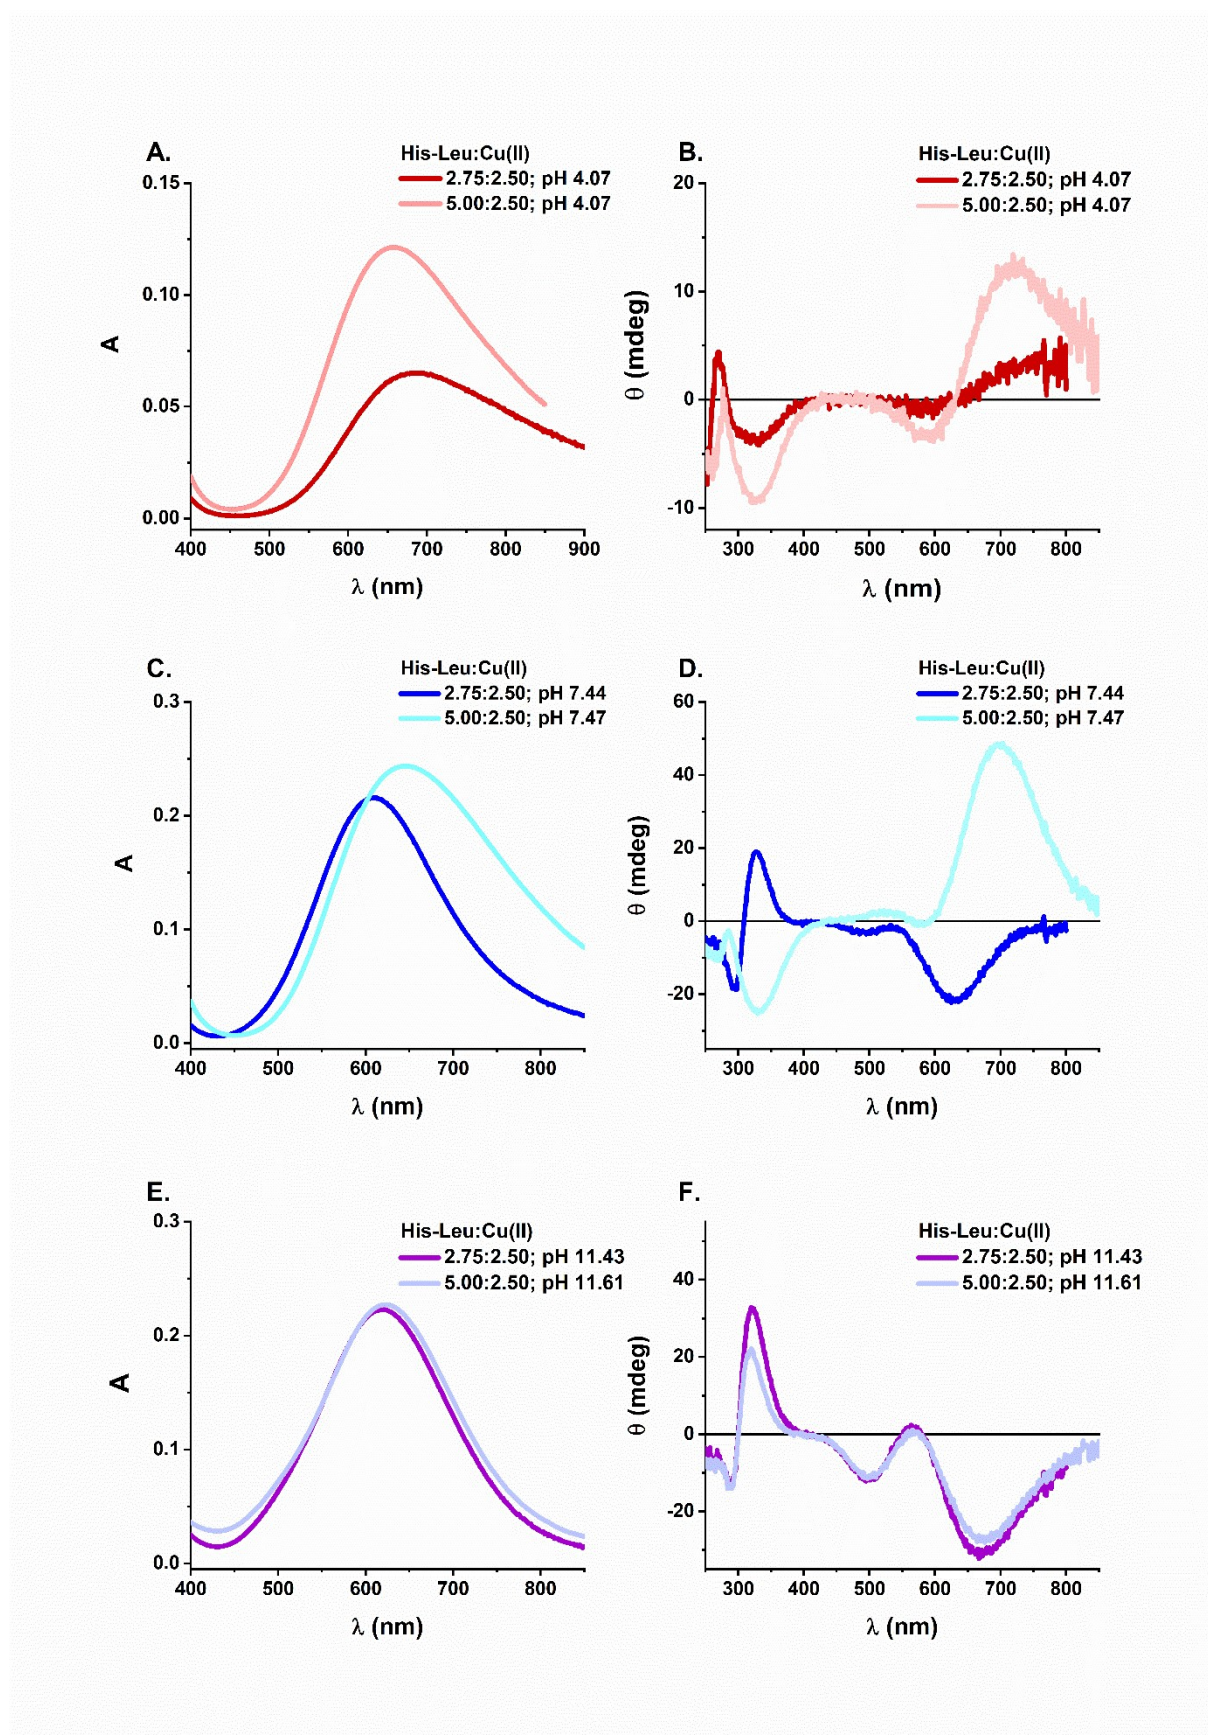 A.
His-Leu:Cu(II)
2.75:2.50; pH 4.07
5.00:2.50; pH 4.07
0.15
0.10
0.05
0.00
A
400 500 600 700 800 900
λ (nm)
B.
His-Leu:Cu(II)
2.75:2.50; pH 4.07
5.00:2.50; pH 4.07
20
10
0
-10
θ (mdeg)
300 400 500 600 700 800
λ (nm)
C.
His-Leu:Cu(II)
2.75:2.50; pH 7.44
5.00:2.50; pH 7.47
0.3
0.2
0.1
0.0
A
400 500 600 700 800
λ (nm)
D.
His-Leu:Cu(II)
2.75:2.50; pH 7.44
5.00:2.50; pH 7.47
60
40
20
0
-20
θ (mdeg)
300 400 500 600 700 800
λ (nm)
E.
His-Leu:Cu(II)
2.75:2.50; pH 11.43
5.00:2.50; pH 11.61
0.3
0.2
0.1
0.0
A
400 500 600 700 800
λ (nm)
F.
His-Leu:Cu(II)
2.75:2.50; pH 11.43
5.00:2.50; pH 11.61
40
20
0
-20
θ (mdeg)
300 400 500 600 700 800
λ (nm)